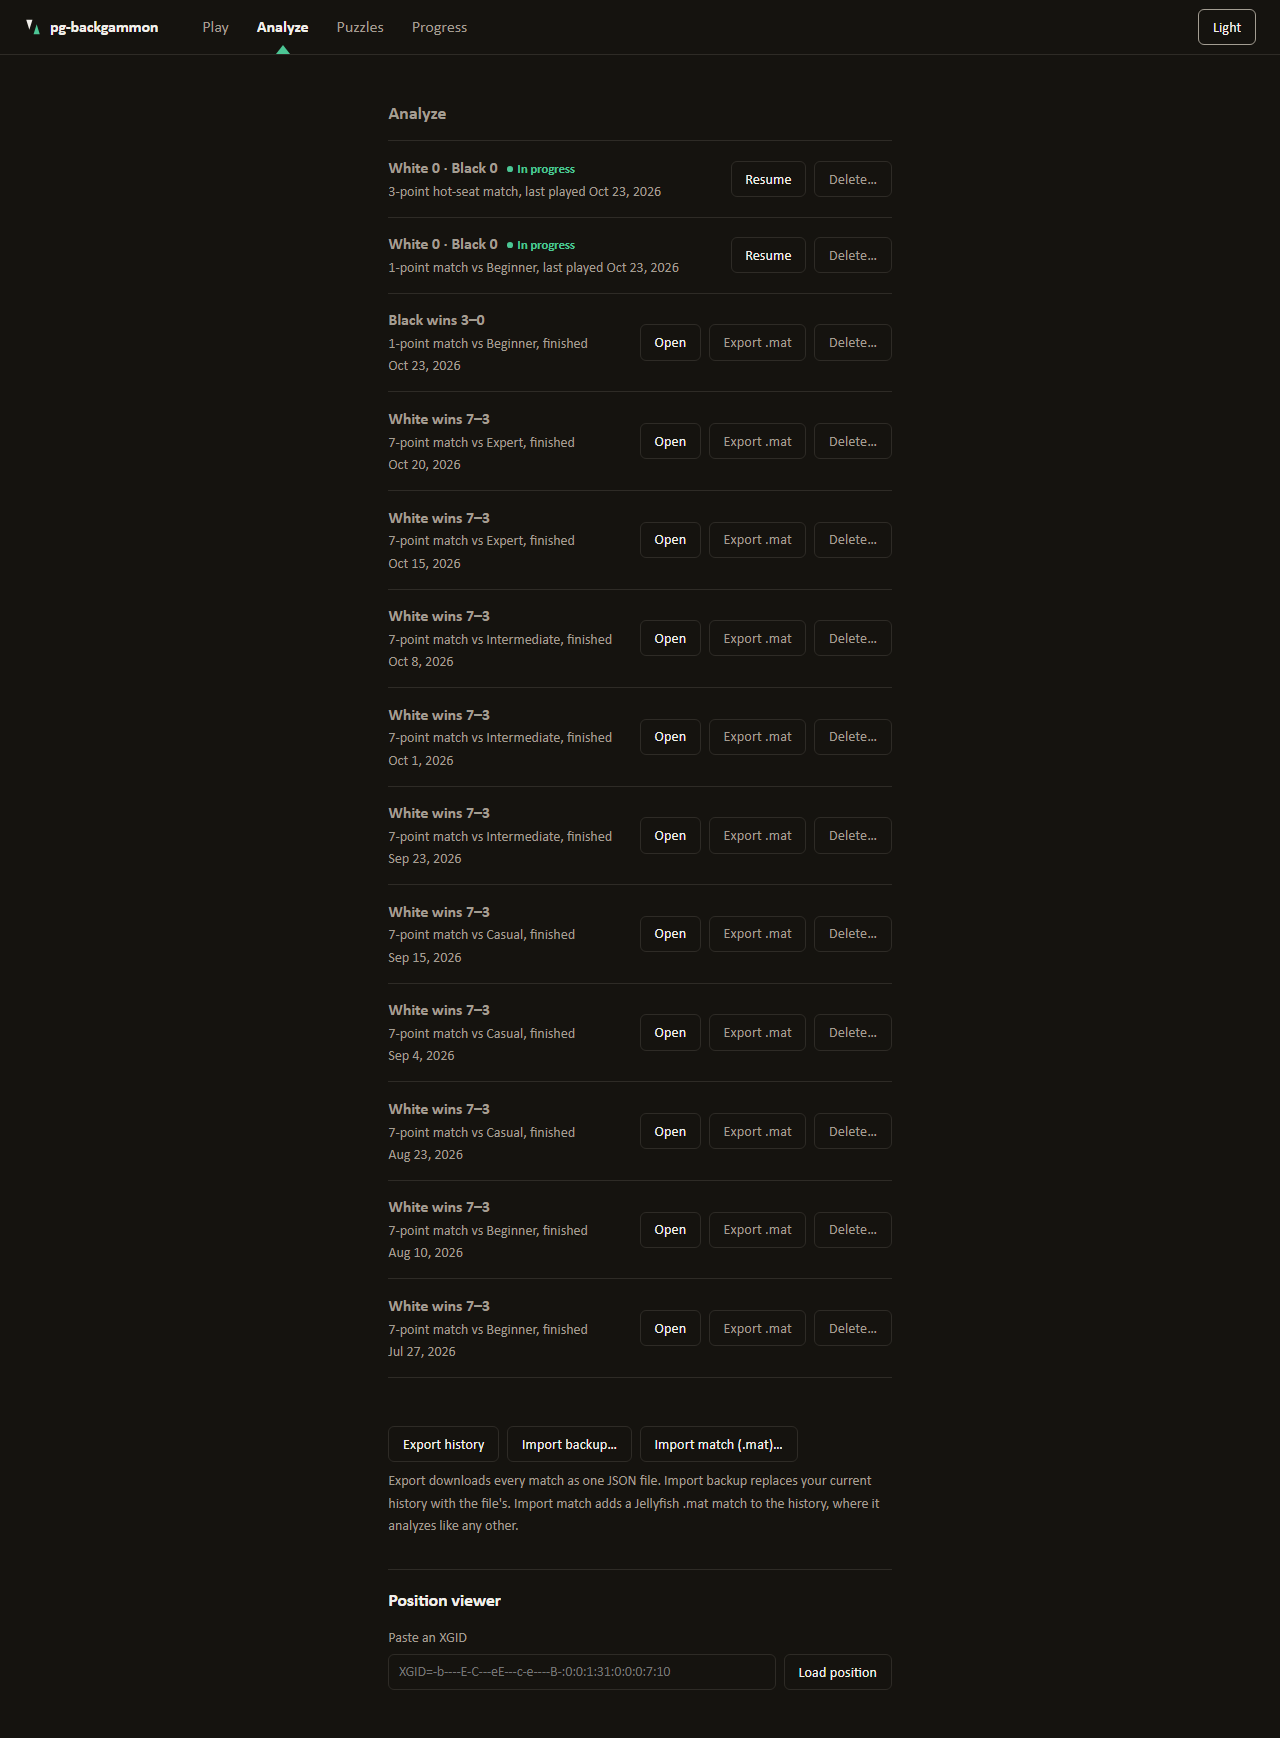 pg-backgammon Play Analyze Puzzles Progress Light
Analyze
White 0 · Black 0 In progress
3-point hot-seat match, last played Oct 23, 2026
Resume Delete...
White 0 · Black 0 In progress
1-point match vs Beginner, last played Oct 23, 2026
Resume Delete...
Black wins 3–0
1-point match vs Beginner, finished
Oct 23, 2026
Open Export .mat Delete...
White wins 7–3
7-point match vs Expert, finished
Oct 20, 2026
Open Export .mat Delete...
White wins 7–3
7-point match vs Expert, finished
Oct 15, 2026
Open Export .mat Delete...
White wins 7–3
7-point match vs Intermediate, finished
Oct 8, 2026
Open Export .mat Delete...
White wins 7–3
7-point match vs Intermediate, finished
Oct 1, 2026
Open Export .mat Delete...
White wins 7–3
7-point match vs Intermediate, finished
Sep 23, 2026
Open Export .mat Delete...
White wins 7–3
7-point match vs Casual, finished
Sep 15, 2026
Open Export .mat Delete...
White wins 7–3
7-point match vs Casual, finished
Sep 4, 2026
Open Export .mat Delete...
White wins 7–3
7-point match vs Casual, finished
Aug 23, 2026
Open Export .mat Delete...
White wins 7–3
7-point match vs Beginner, finished
Aug 10, 2026
Open Export .mat Delete...
White wins 7–3
7-point match vs Beginner, finished
Jul 27, 2026
Open Export .mat Delete...
Export history Import backup... Import match (.mat)...
Export downloads every match as one JSON file. Import backup replaces your current
history with the file's. Import match adds a Jellyfish .mat match to the history, where it
analyzes like any other.
Position viewer
Paste an XGID
XGID=-b----E-C---eE---c-e----B-:0:0:1:31:0:0:0:7:10
Load position